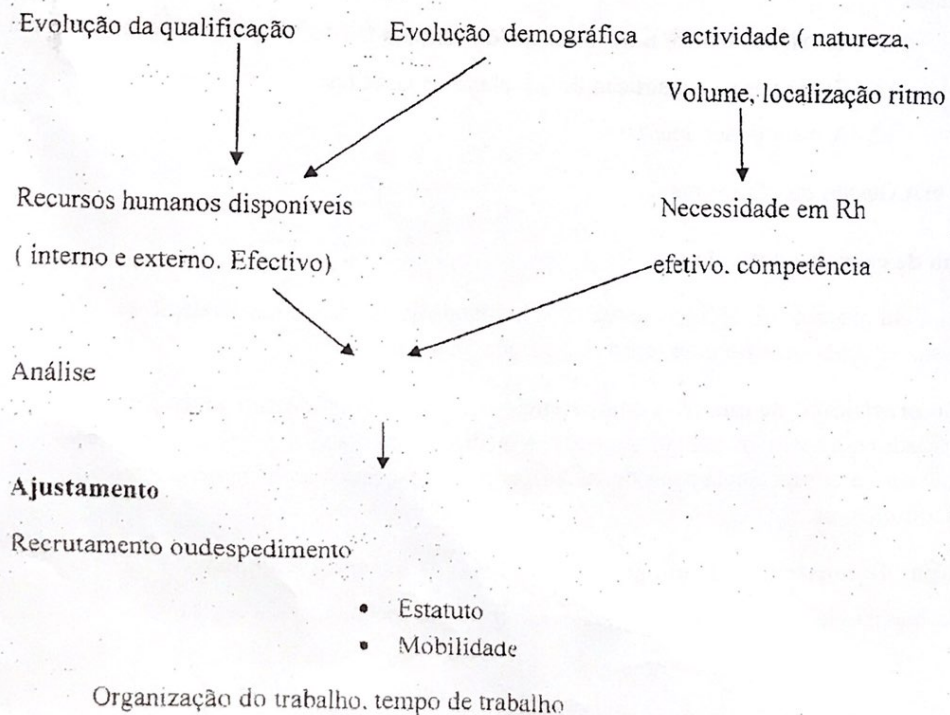 Evolução da qualificação Evolução demográfica actividade ( natureza.
Volume, localização ritmo
Recursos humanos disponíveis Necessidade em Rh
( interno e externo. Efectivo) efetivo. competência
Análise
Ajustamento
Recrutamento oudespedimento
• Estatuto
• Mobilidade
Organização do trabalho. tempo de trabalho